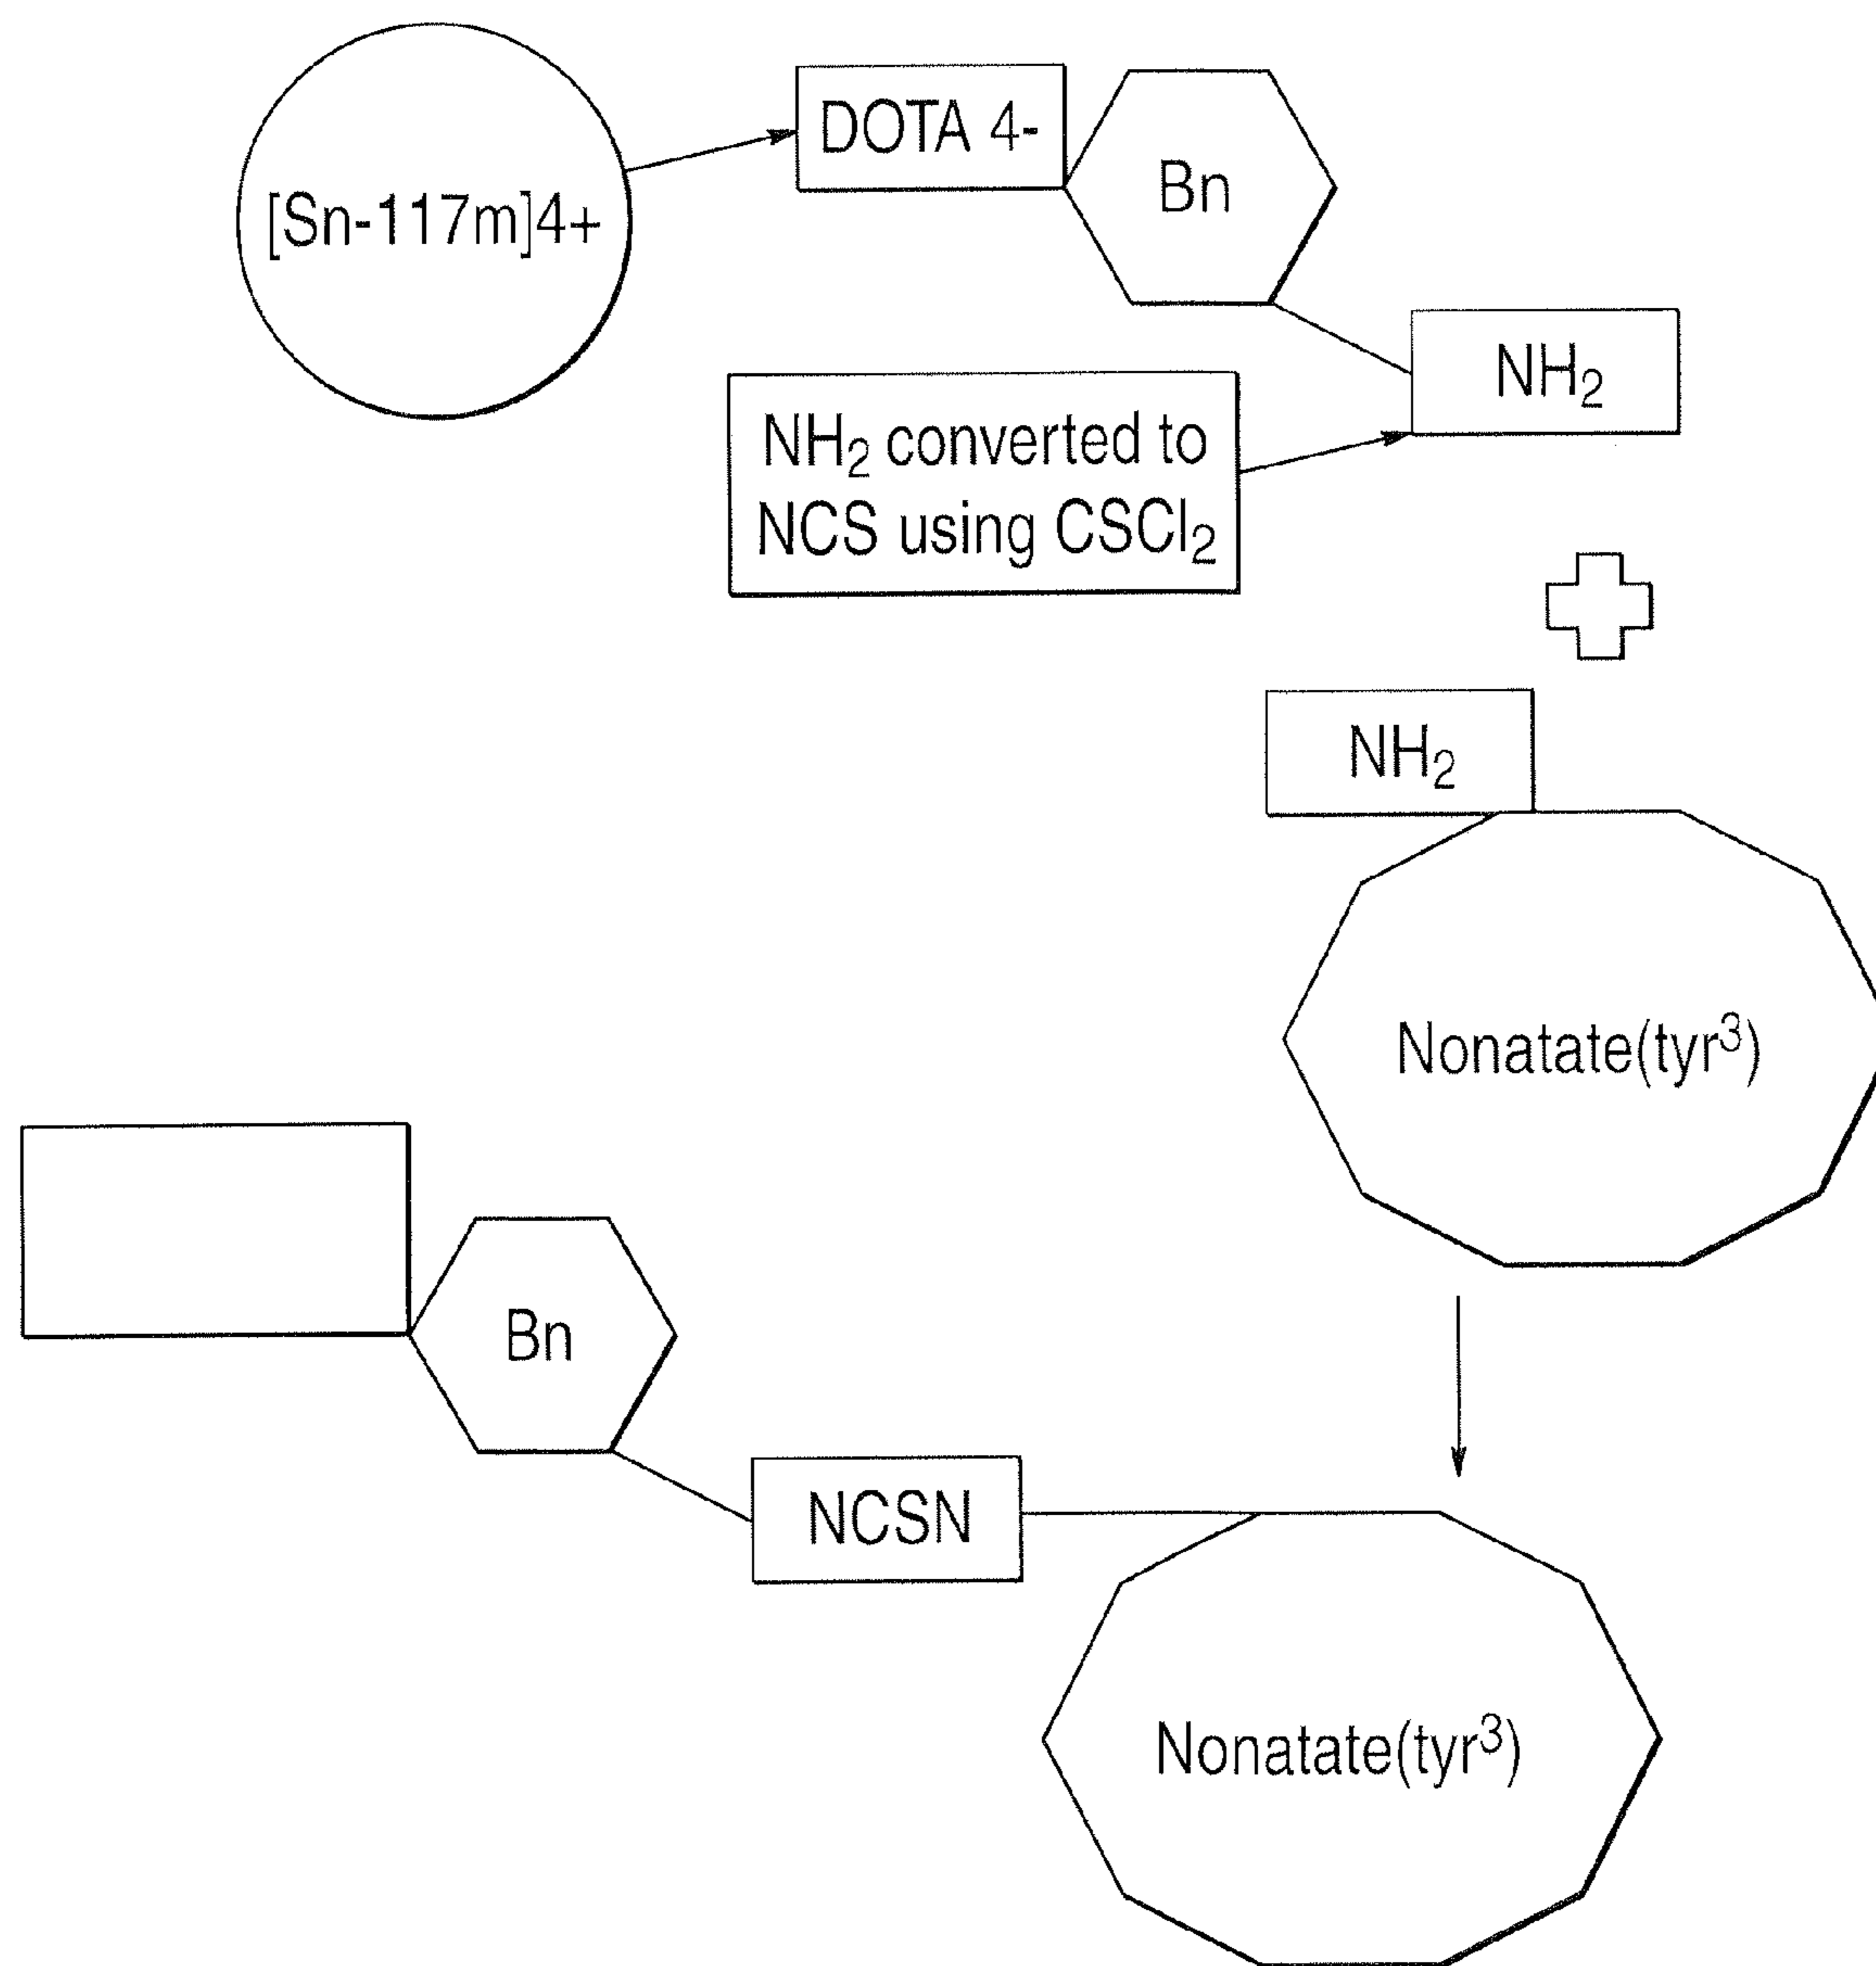 [Sn-117m]4+
DOTA 4-
Bn
NH₂
NH₂ converted to
NCS using CSCl₂
NH₂
Nonatate(tyr³)
Bn
NCSN
Nonatate(tyr³)